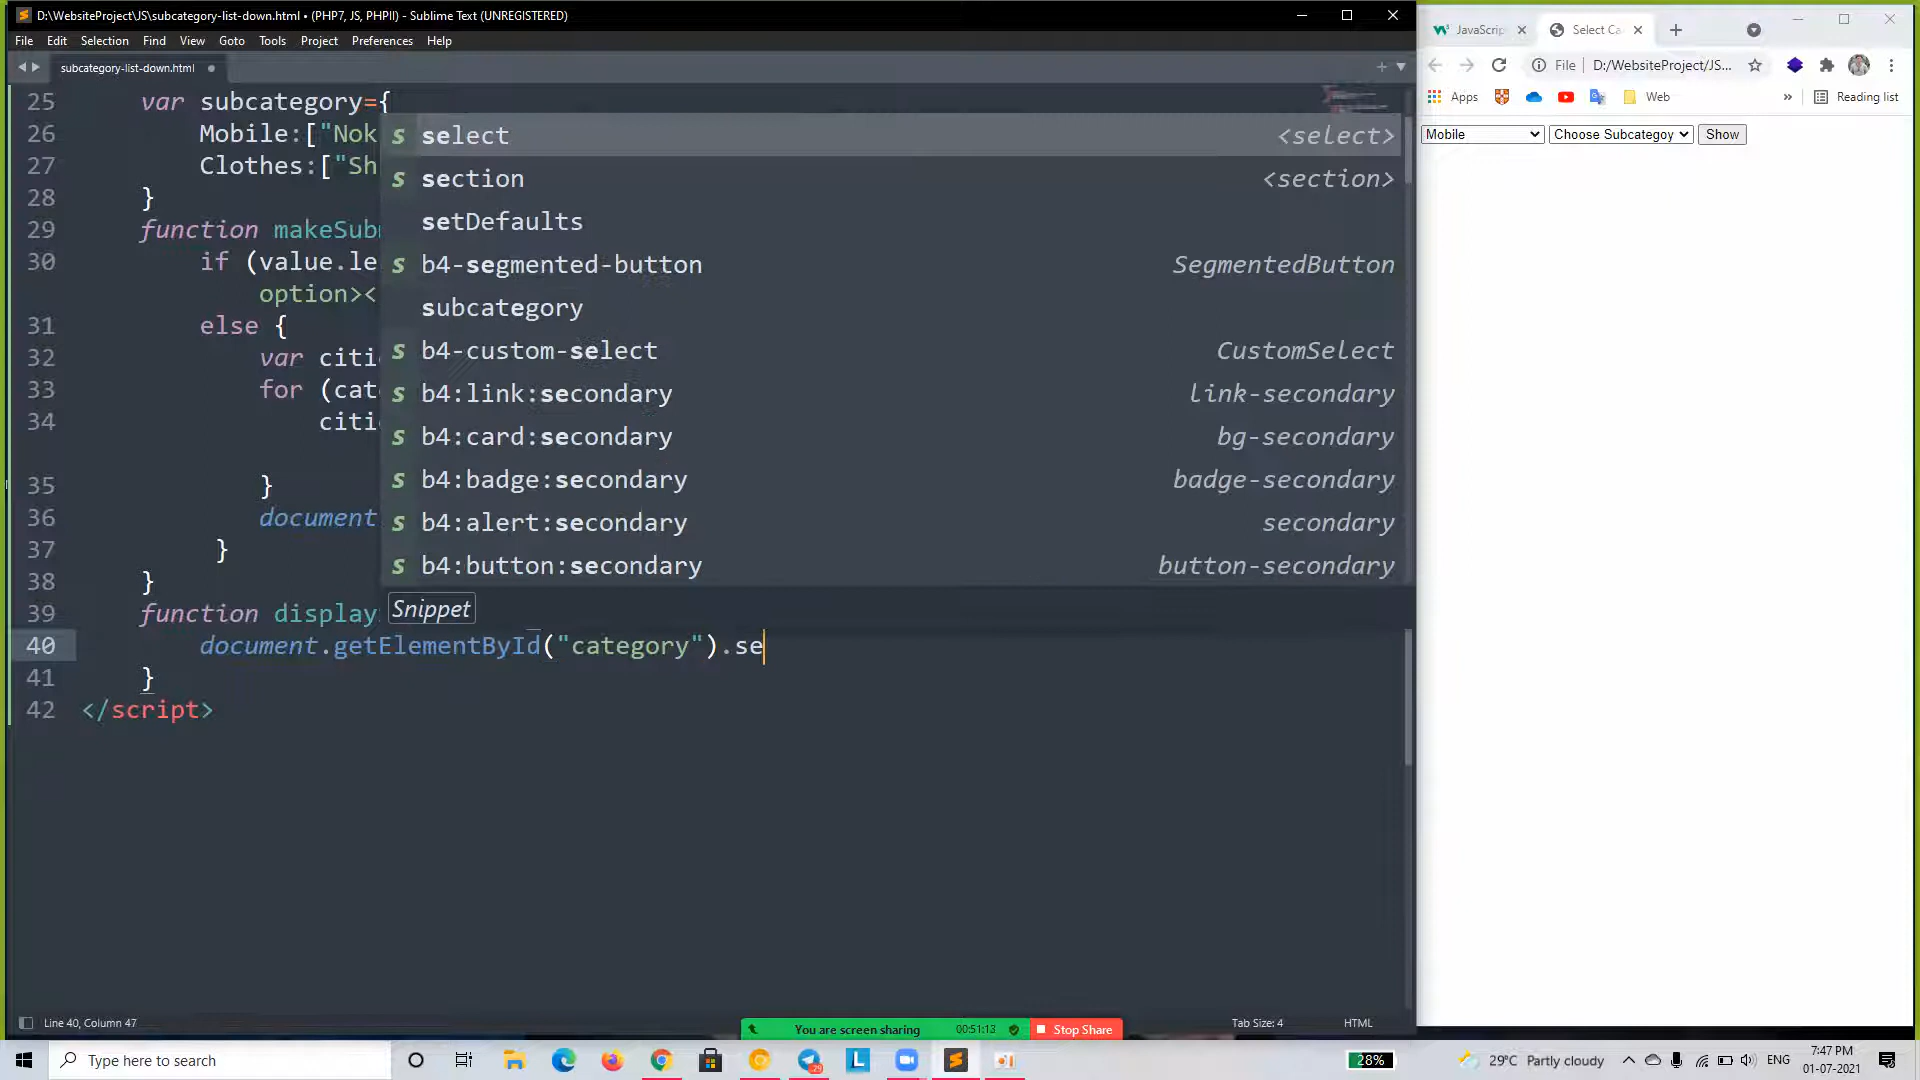 D:\WebsiteProject\JS\subcategory-list-down.html • (PHP7, JS, PHPII) - Sublime Text (UNREGISTERED)
File Edit Selection Find View Goto Tools Project Preferences Help
subcategory-list-down.html
25 var subcategory={
26 Mobile:["Nok
27 Clothes:["Sh
28 }
29 function makeSubm
30 if (value.le
option><
31 else {
32 var citi
33 for (cat
34 citi
35 }
36 document
37 }
38 }
39 function display
40 document.getElementById("category").se
41 }
42 </script>
s select <select>
s section <section>
setDefaults
s b4-segmented-button SegmentedButton
subcategory
s b4-custom-select CustomSelect
s b4:link:secondary link-secondary
s b4:card:secondary bg-secondary
s b4:badge:secondary badge-secondary
s b4:alert:secondary secondary
s b4:button:secondary button-secondary
Snippet
Line 40, Column 47
Tab Size: 4 HTML
You are screen sharing 00:51:13 Stop Share
JavaScrip Select Ca
File D:/WebsiteProject/JS...
Apps Web » Reading list
Mobile Choose Subcategoy Show
Type here to search
29
28%
29°C Partly cloudy
ENG
7:47 PM
01-07-2021